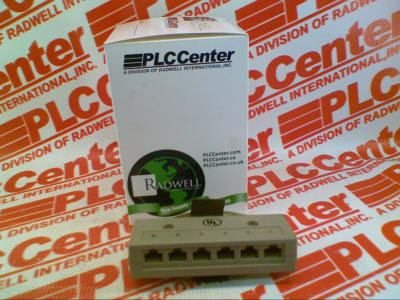 PLCCenter
A DIVISION OF RADWELL INTERNATIONAL, INC.
PLCCenter.com
PLCCenter.ca
PLCCenter.co.uk
RADWELL
UL
PLCCenter
A DIVISION OF RADWELL INTERNATIONAL, INC.